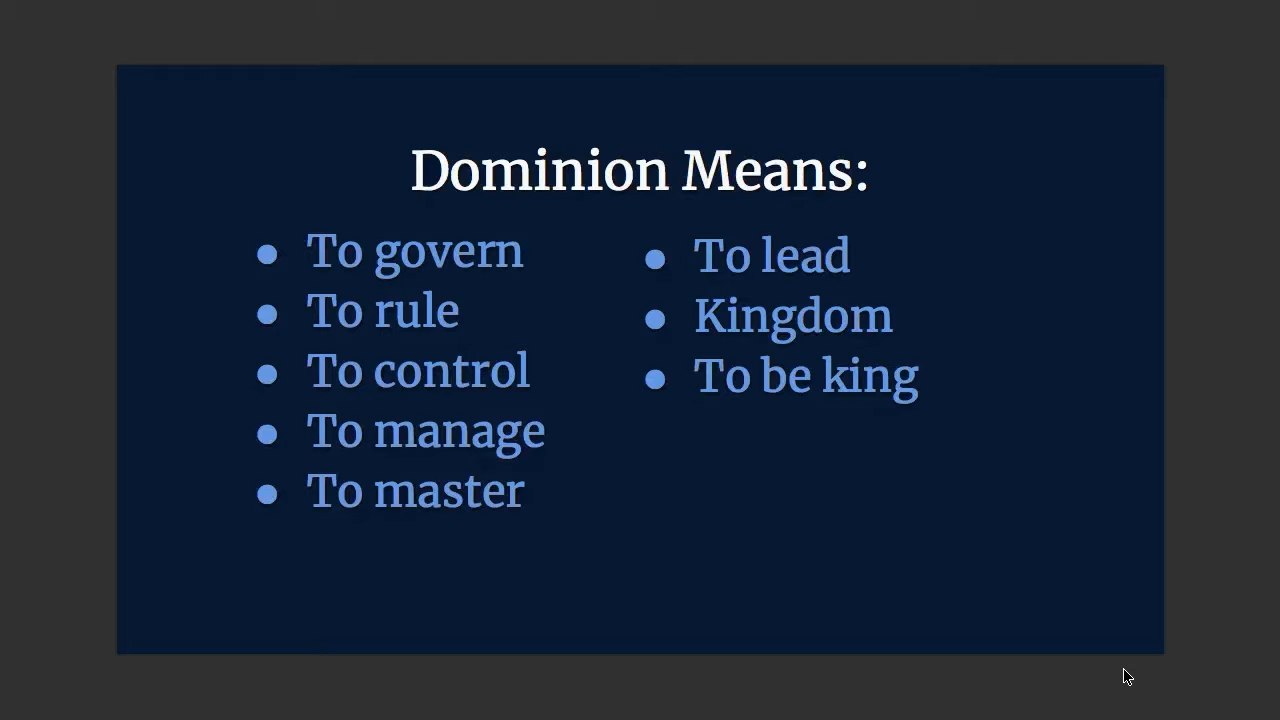 Dominion Means:
● To govern
● To rule
● To control
● To manage
● To master
● To lead
● Kingdom
● To be king